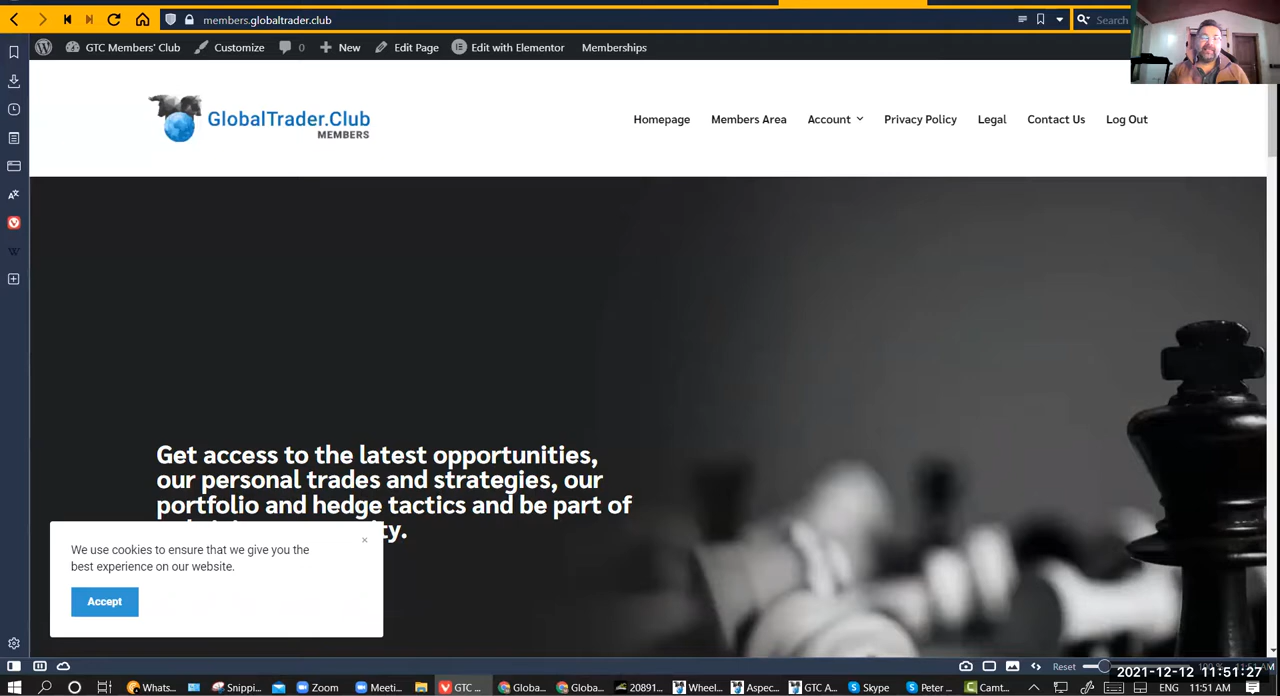 members.globaltrader.club
Search
GTC Members' Club
Customize
0
New
Edit Page
Edit with Elementor
Memberships
GlobalTrader.Club
MEMBERS
Homepage
Members Area
Account
Privacy Policy
Legal
Contact Us
Log Out
Get access to the latest opportunities,
our personal trades and strategies, our
portfolio and hedge tactics and be part of
ty.
We use cookies to ensure that we give you the
best experience on our website.
Accept
Reset
2021-12-12 11:51:27
Whats...
Snippi...
Zoom
Meeti...
GTC ...
Globa...
Globa...
20891...
Wheel...
Aspec...
GTC A...
Skype
Peter ...
Camt...
ENG
11:51 AM